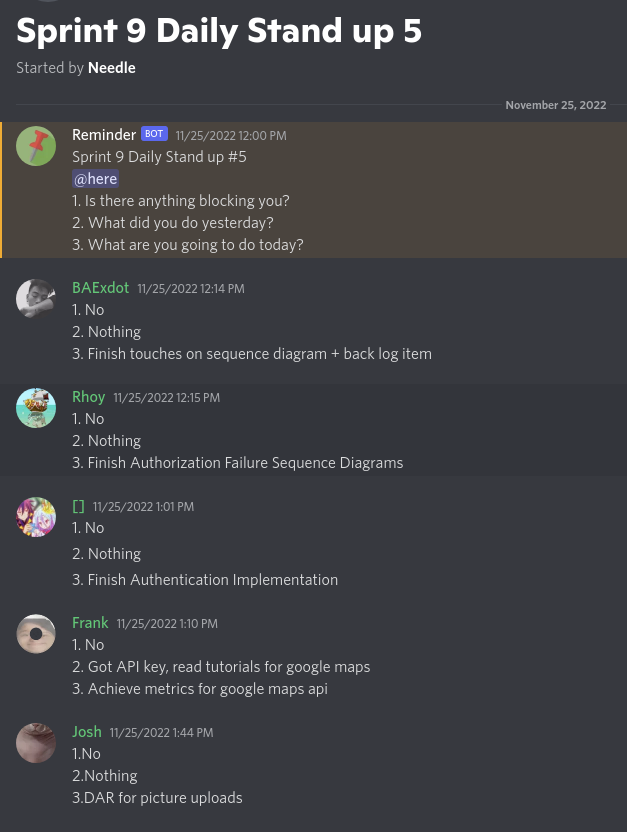 Sprint 9 Daily Stand up 5
Started by Needle
November 25, 2022
Reminder BOT 11/25/2022 12:00 PM
Sprint 9 Daily Stand up #5
@here
1. Is there anything blocking you?
2. What did you do yesterday?
3. What are you going to do today?
BAExdot 11/25/2022 12:14 PM
1. No
2. Nothing
3. Finish touches on sequence diagram + back log item
Rhoy 11/25/2022 12:15 PM
1. No
2. Nothing
3. Finish Authorization Failure Sequence Diagrams
[] 11/25/2022 1:01 PM
1. No
2. Nothing
3. Finish Authentication Implementation
Frank 11/25/2022 1:10 PM
1. No
2. Got API key, read tutorials for google maps
3. Achieve metrics for google maps api
Josh 11/25/2022 1:44 PM
1.No
2.Nothing
3.DAR for picture uploads